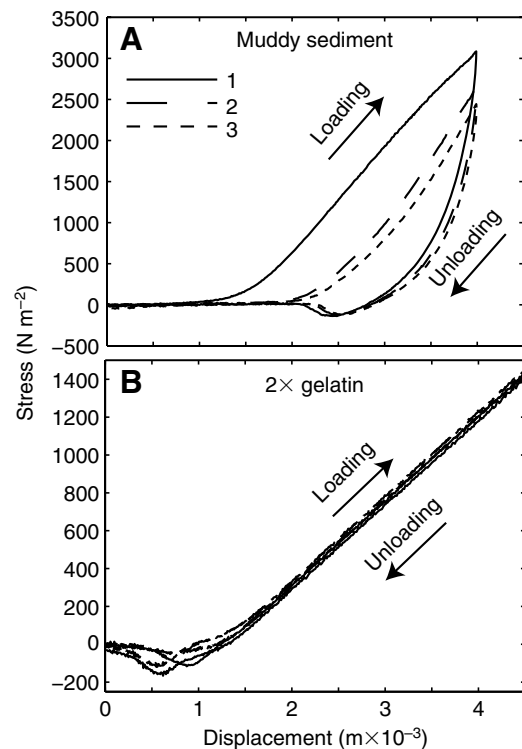 A
Muddy sediment
3500
3000
2500
2000
1500
1000
500
0
−500
1
2
3
Loading
Unloading
Stress (N m−2)
B
2× gelatin
1400
1200
1000
800
600
400
200
0
−200
Loading
Unloading
0 1 2 3 4
Displacement (m×10−3)